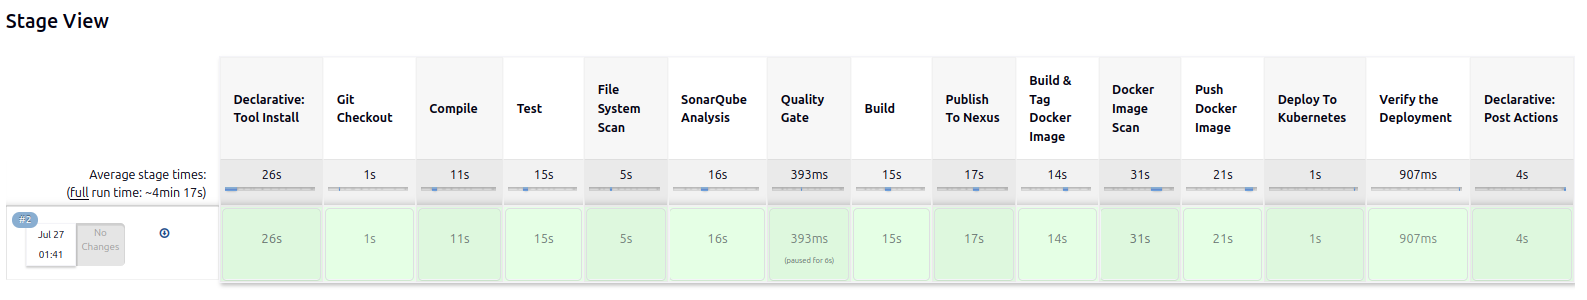 Stage View
Declarative:
Tool Install
Git
Checkout
Compile
Test
File
System
Scan
SonarQube
Analysis
Quality
Gate
Build
Publish
To Nexus
Build &
Tag
Docker
Image
Docker
Image
Scan
Push
Docker
Image
Deploy To
Kubernetes
Verify the
Deployment
Declarative:
Post Actions
Average stage times:
(full run time: ~4min 17s)
26s 1s 11s 15s 5s 16s 393ms 15s 17s 14s 31s 21s 1s 907ms 4s
#2
Jul 27
01:41
No
Changes
26s 1s 11s 15s 5s 16s 393ms 15s 17s 14s 31s 21s 1s 907ms 4s
(paused for 6s)